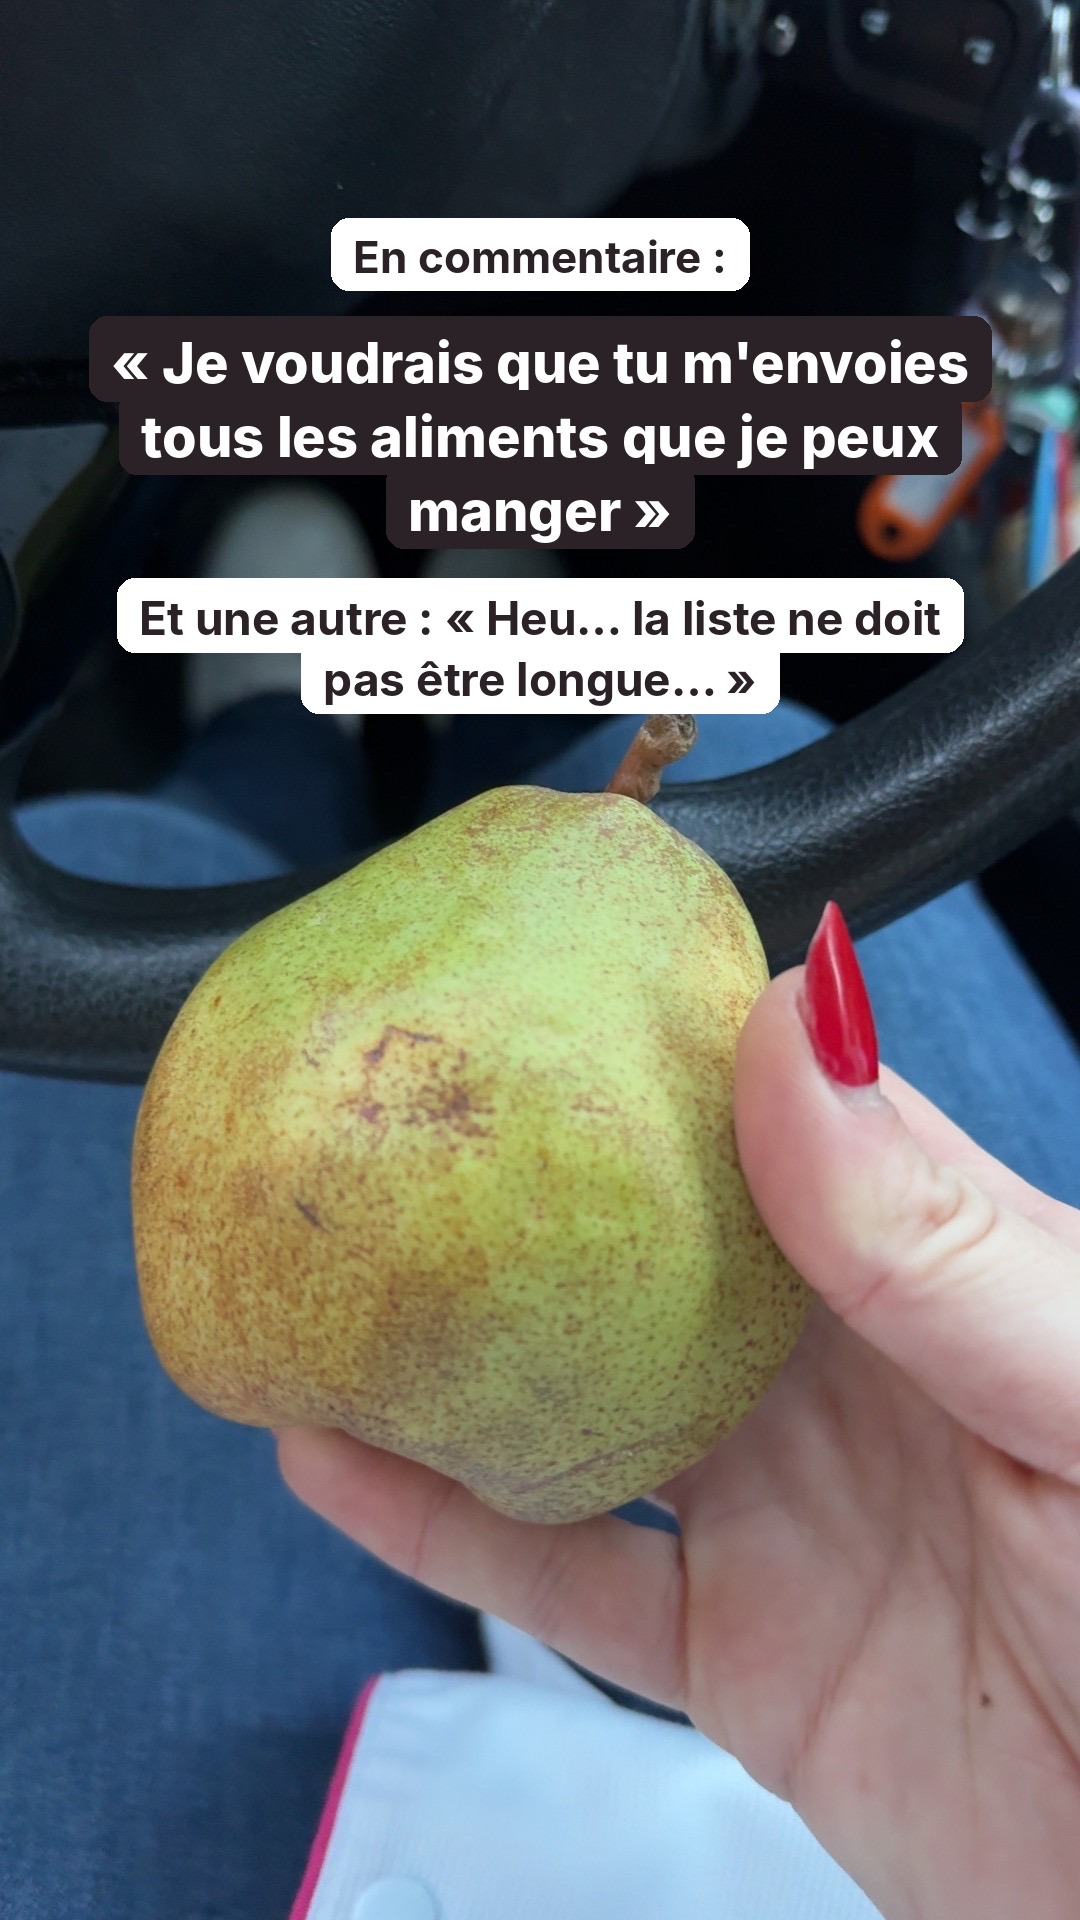 En commentaire :
« Je voudrais que tu m'envoies
tous les aliments que je peux
manger »
Et une autre : « Heu... la liste ne doit
pas être longue... »